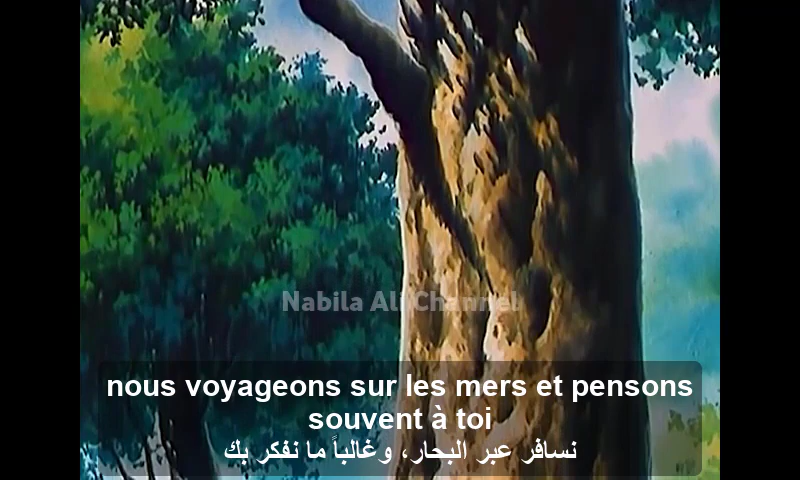 Nabila Ali Channel
nous voyageons sur les mers et pensons
souvent à toi
نسافر عبر البحار، وغالباً ما نفكر بك